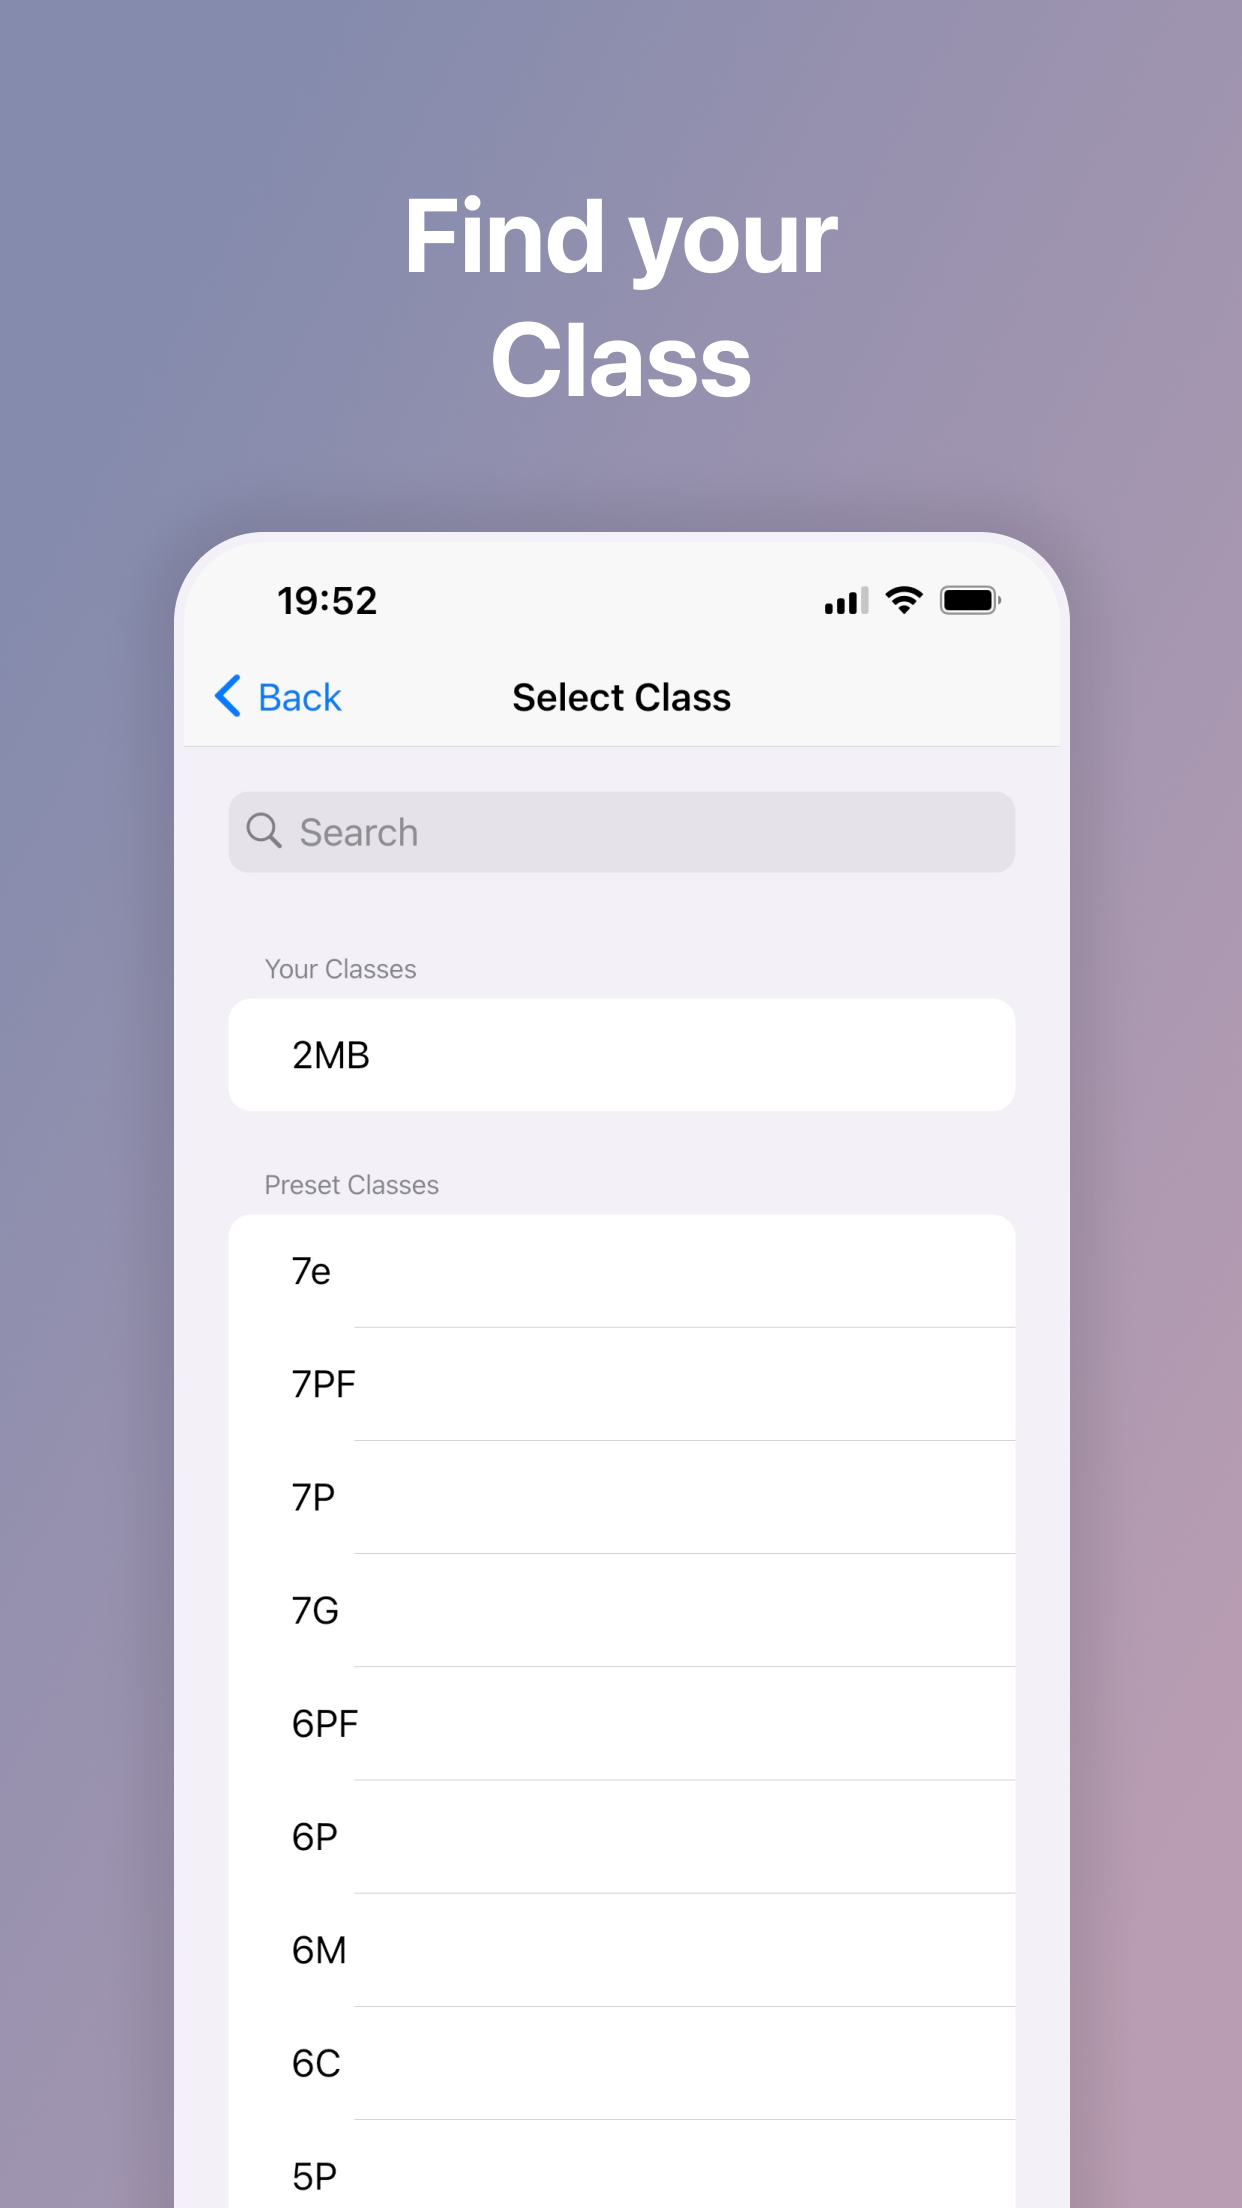 Find your
Class
19:52
Back
Select Class
Search
Your Classes
2MB
Preset Classes
7e
7PF
7P
7G
6PF
6P
6M
6C
5P